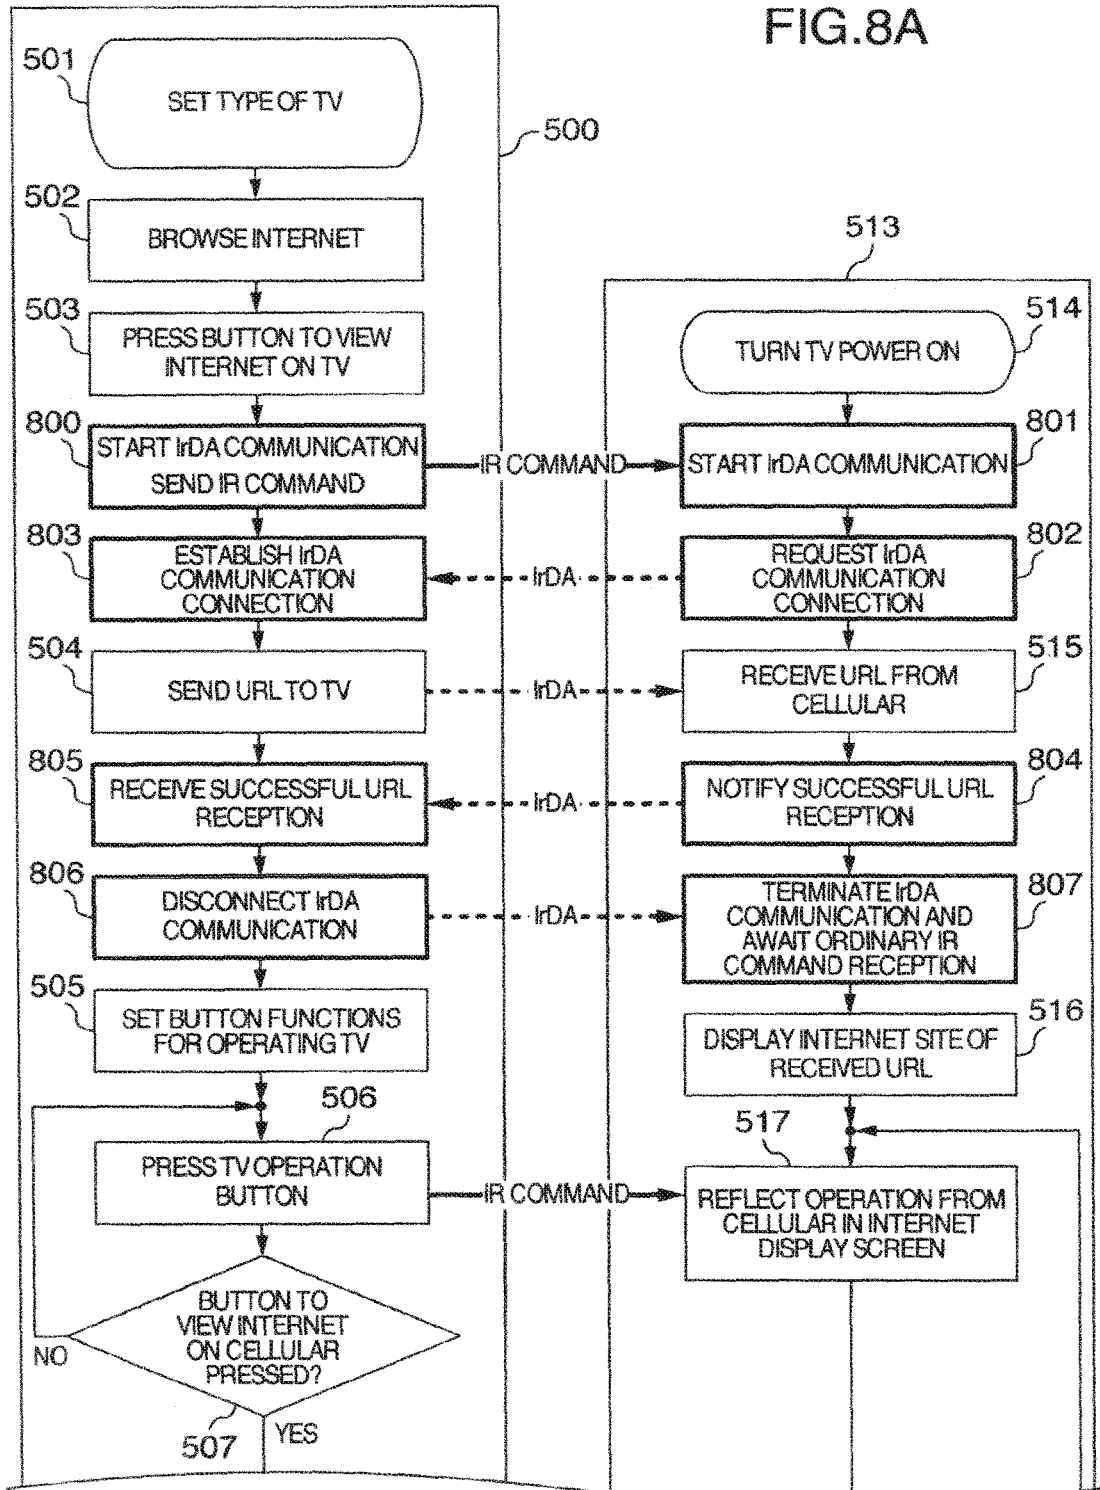 FIG.8A
501
SET TYPE OF TV
500
502
BROWSE INTERNET
503
PRESS BUTTON TO VIEW
INTERNET ON TV
800
START IrDA COMMUNICATION
SEND IR COMMAND
803
ESTABLISH IrDA
COMMUNICATION
CONNECTION
504
SEND URL TO TV
805
RECEIVE SUCCESSFUL URL
RECEPTION
806
DISCONNECT IrDA
COMMUNICATION
505
SET BUTTON FUNCTIONS
FOR OPERATING TV
506
PRESS TV OPERATION
BUTTON
BUTTON TO
VIEW INTERNET
ON CELLULAR
PRESSED?
NO
507
YES
IR COMMAND
IrDA
IrDA
IrDA
IrDA
IR COMMAND
513
514
TURN TV POWER ON
801
START IrDA COMMUNICATION
802
REQUEST IrDA
COMMUNICATION
CONNECTION
515
RECEIVE URL FROM
CELLULAR
804
NOTIFY SUCCESSFUL URL
RECEPTION
807
TERMINATE IrDA
COMMUNICATION AND
AWAIT ORDINARY IR
COMMAND RECEPTION
516
DISPLAY INTERNET SITE OF
RECEIVED URL
517
REFLECT OPERATION FROM
CELLULAR IN INTERNET
DISPLAY SCREEN